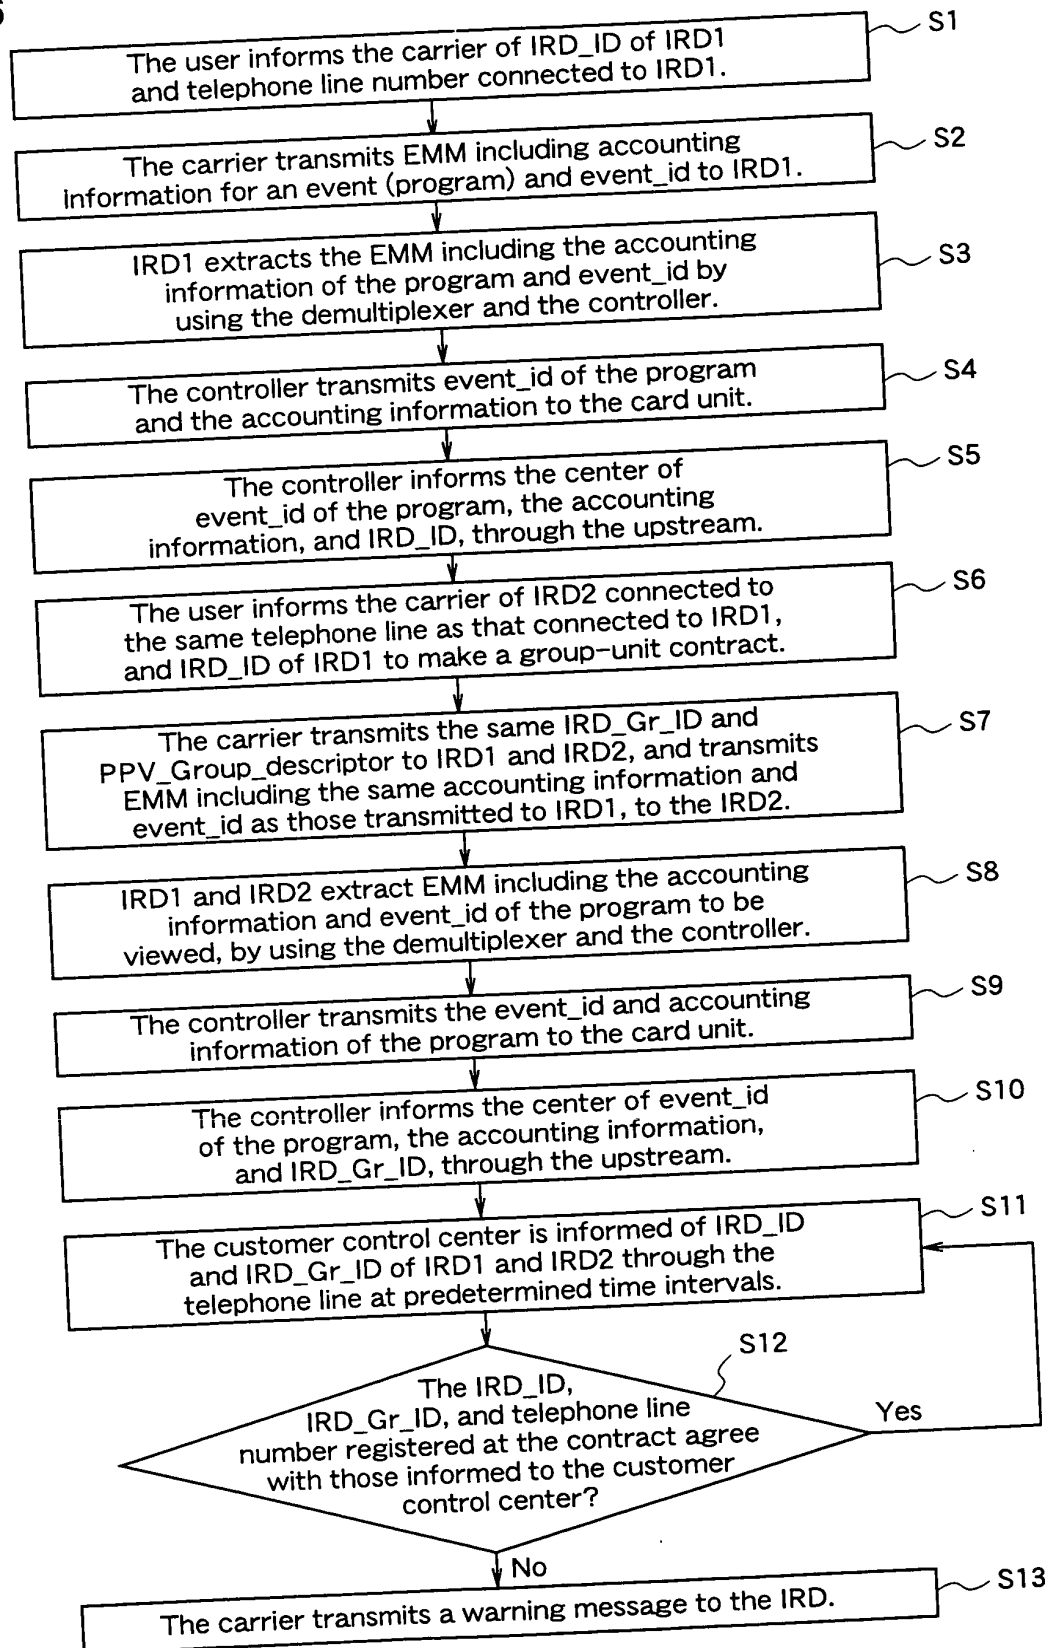 S1
The user informs the carrier of IRD_ID of IRD1
and telephone line number connected to IRD1.
S2
The carrier transmits EMM including accounting
information for an event (program) and event_id to IRD1.
S3
IRD1 extracts the EMM including the accounting
information of the program and event_id by
using the demultiplexer and the controller.
S4
The controller transmits event_id of the program
and the accounting information to the card unit.
S5
The controller informs the center of
event_id of the program, the accounting
information, and IRD_ID, through the upstream.
S6
The user informs the carrier of IRD2 connected to
the same telephone line as that connected to IRD1,
and IRD_ID of IRD1 to make a group-unit contract.
S7
The carrier transmits the same IRD_Gr_ID and
PPV_Group_descriptor to IRD1 and IRD2, and transmits
EMM including the same accounting information and
event_id as those transmitted to IRD1, to the IRD2.
S8
IRD1 and IRD2 extract EMM including the accounting
information and event_id of the program to be
viewed, by using the demultiplexer and the controller.
S9
The controller transmits the event_id and accounting
information of the program to the card unit.
S10
The controller informs the center of event_id
of the program, the accounting information,
and IRD_Gr_ID, through the upstream.
S11
The customer control center is informed of IRD_ID
and IRD_Gr_ID of IRD1 and IRD2 through the
telephone line at predetermined time intervals.
S12
The IRD_ID,
IRD_Gr_ID, and telephone line
number registered at the contract agree
with those informed to the customer
control center?
Yes
No
S13
The carrier transmits a warning message to the IRD.